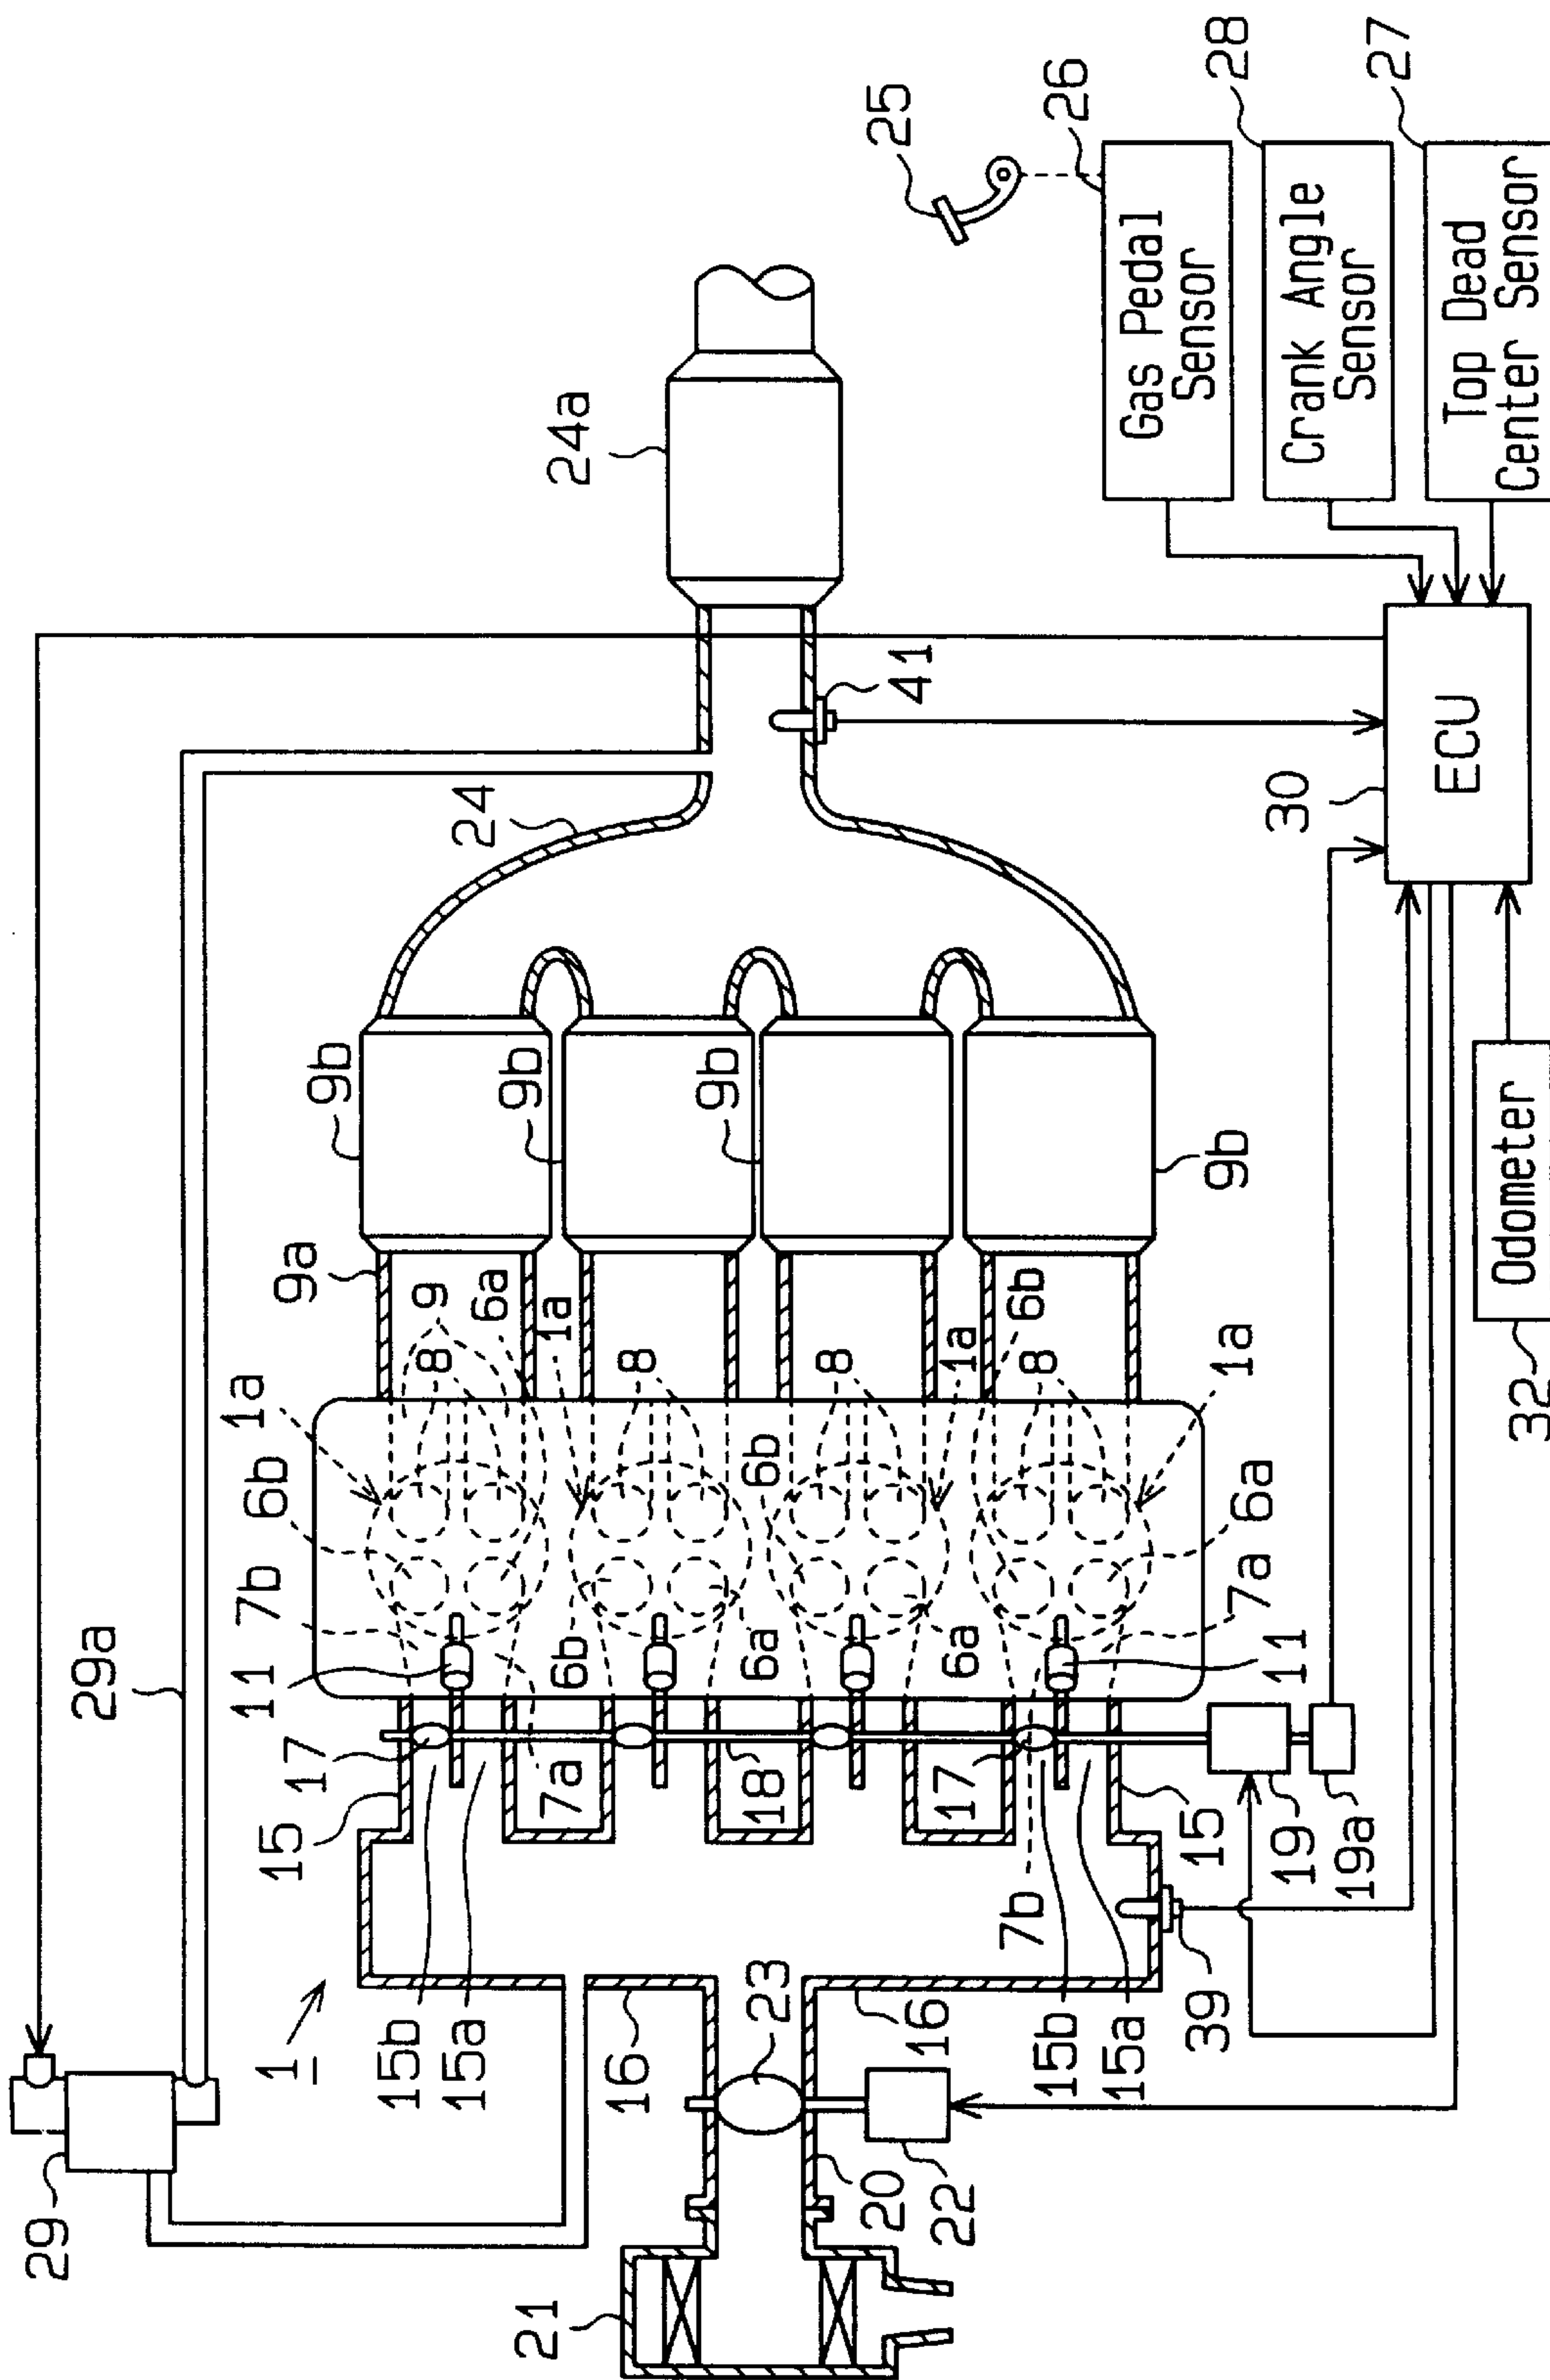 29
29a
1
21
16
23
20
22
16
15b
15a
15
17
11
7b
6b
1a
9a
9b
24
24a
25
7a
6b
8
9
6a
1a
9b
18
6a
6b
8
9b
17
6a
1a
8
6b
9b
7b
15b
15a
39
15
19
19a
11
7a
6a
1a
8
41
26
Gas Pedal
Sensor
28
Crank Angle
Sensor
27
Top Dead
Center Sensor
30
ECU
32
Odometer